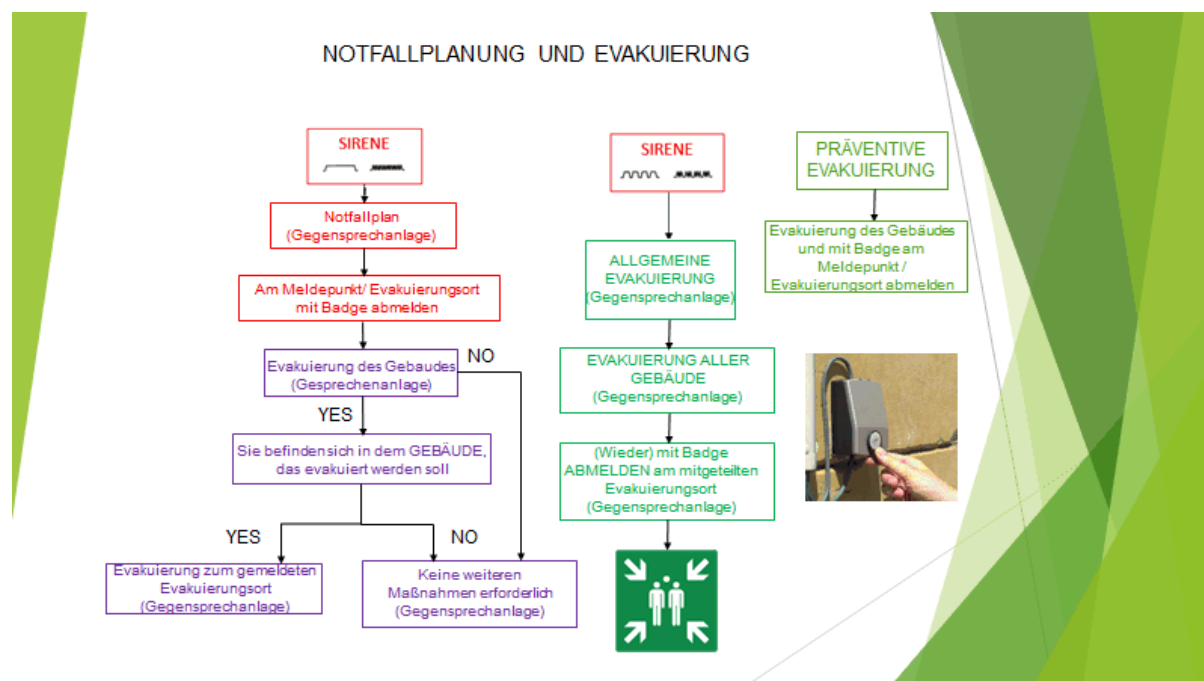 NOTFALLPLANUNG UND EVAKUIERUNG
SIRENE
Notfallplan
(Gegensprechanlage)
Am Meldepunkt/ Evakuierungsort
mit Badge abmelden
Evakuierung des Gebaudes
(Gesprechenanlage)
NO
YES
Sie befinden sich in dem GEBÄUDE,
das evakuiert werden soll
YES
NO
Evakuierung zum gemeldeten
Evakuierungsort
(Gegensprechanlage)
Keine weiteren
Maßnahmen erforderlich
(Gegensprechanlage)
SIRENE
ALLGEMEINE
EVAKUIERUNG
(Gegensprechanlage)
EVAKUIERUNG ALLER
GEBÄUDE
(Gegensprechanlage)
(Wieder) mit Badge
ABMELDEN am mitgeteilten
Evakuierungsort
(Gegensprechanlage)
PRÄVENTIVE
EVAKUIERUNG
Evakuierung des Gebäudes
und mit Badge am
Meldepunkt /
Evakuierungsort abmelden